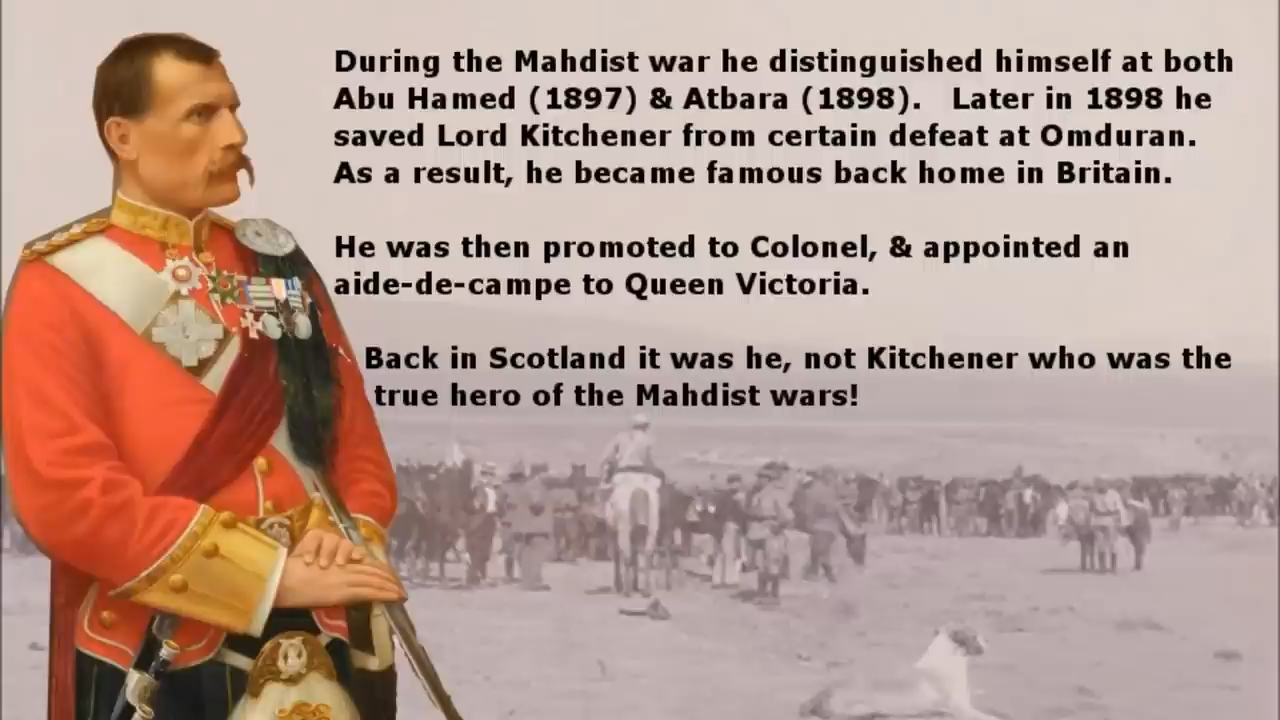 During the Mahdist war he distinguished himself at both
Abu Hamed (1897) & Atbara (1898). Later in 1898 he
saved Lord Kitchener from certain defeat at Omduran.
As a result, he became famous back home in Britain.
He was then promoted to Colonel, & appointed an
aide-de-campe to Queen Victoria.
Back in Scotland it was he, not Kitchener who was the
true hero of the Mahdist wars!